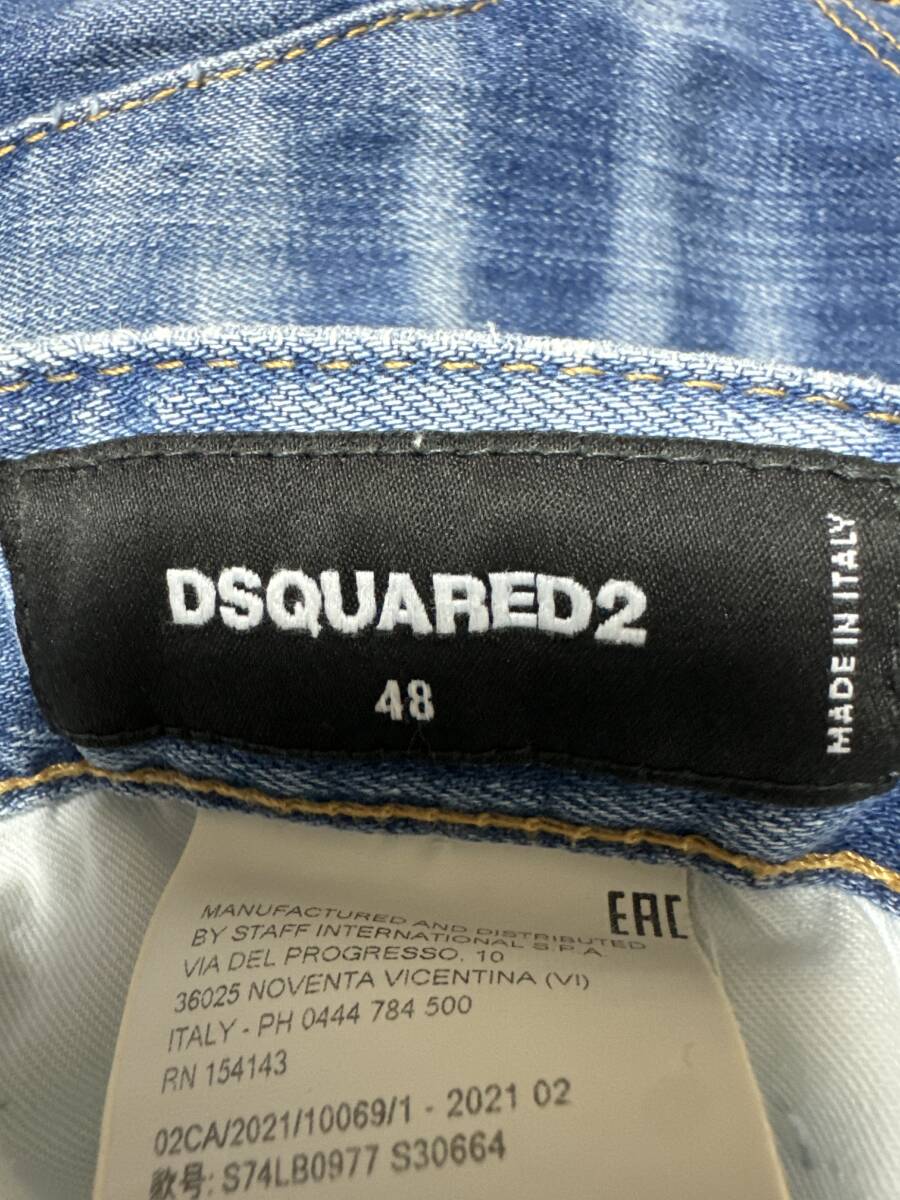 DSQUARED2
48
MADE IN ITALY
EAC
MANUFACTURED AND DISTRIBUTED
BY STAFF INTERNATIONAL S.P.A.
VIA DEL PROGRESSO, 10
36025 NOVENTA VICENTINA (VI)
ITALY - PH 0444 784 500
RN 154143
02CA/2021/10069/1 - 2021 02
款号: S74LB0977 S30664